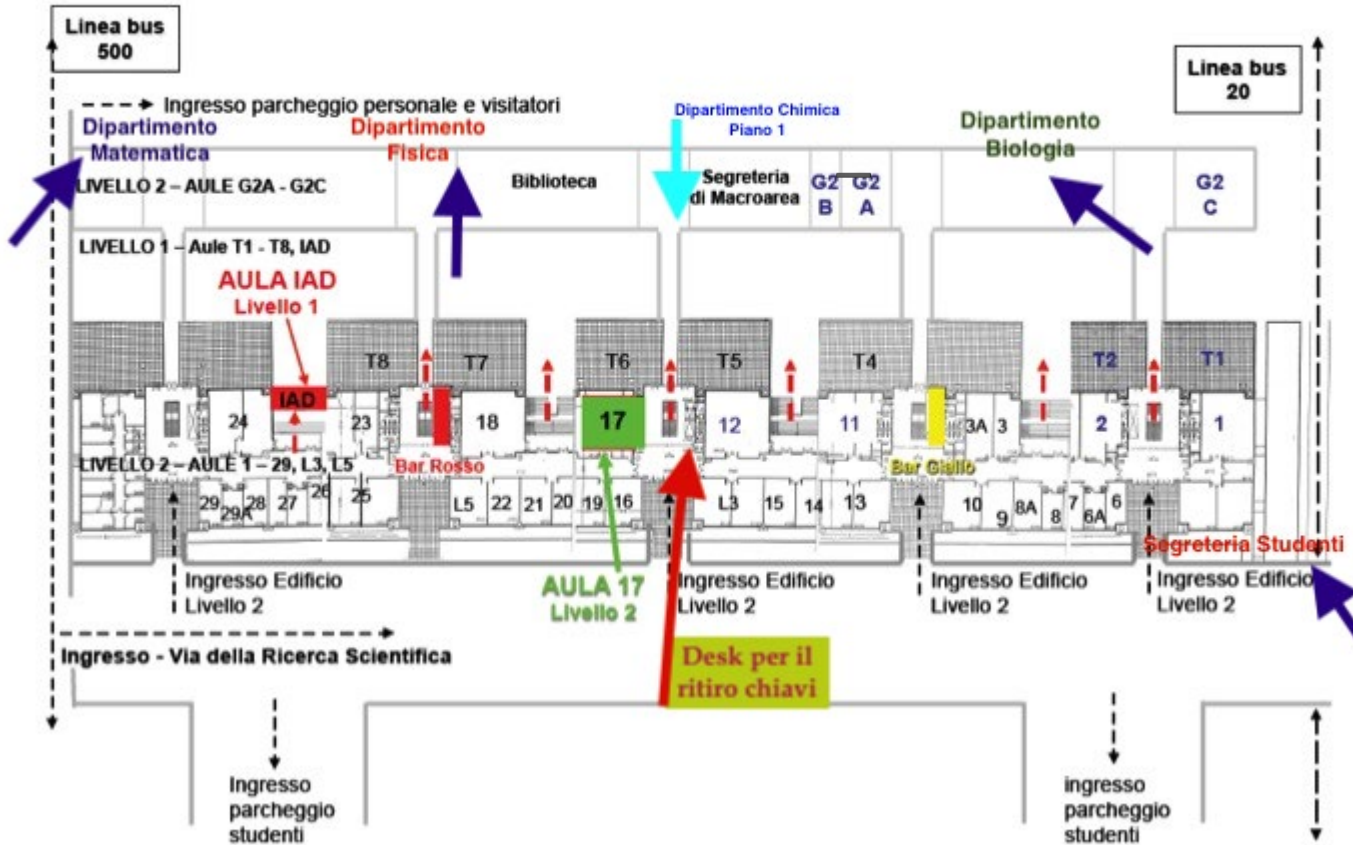 Linea bus
500
Linea bus
20
Ingresso parcheggio personale e visitatori
Dipartimento
Matematica
Dipartimento
Fisica
Dipartimento Chimica
Piano 1
Dipartimento
Biologia
LIVELLO 2 – AULE G2A - G2C
Biblioteca
Segreteria
di Macroarea
G2
B
G2
A
G2
C
LIVELLO 1 – Aule T1 - T8, IAD
AULA IAD
Livello 1
T8
T7
T6
T5
T4
T2
T1
24
IAD
23
18
17
12
11
3A
3
2
1
LIVELLO 2 – AULE 1 – 29, L3, L5
Bar Rosso
Bar Giallo
29
29A
28
27
26
25
L5
22
21
20
19
16
L3
15
14
13
10
9
8A
8
7
6A
6
Segreteria Studenti
Ingresso Edificio
Livello 2
AULA 17
Livello 2
Ingresso Edificio
Livello 2
Ingresso Edificio
Livello 2
Ingresso Edificio
Livello 2
Ingresso - Via della Ricerca Scientifica
Desk per il
ritiro chiavi
Ingresso
parcheggio
studenti
ingresso
parcheggio
studenti